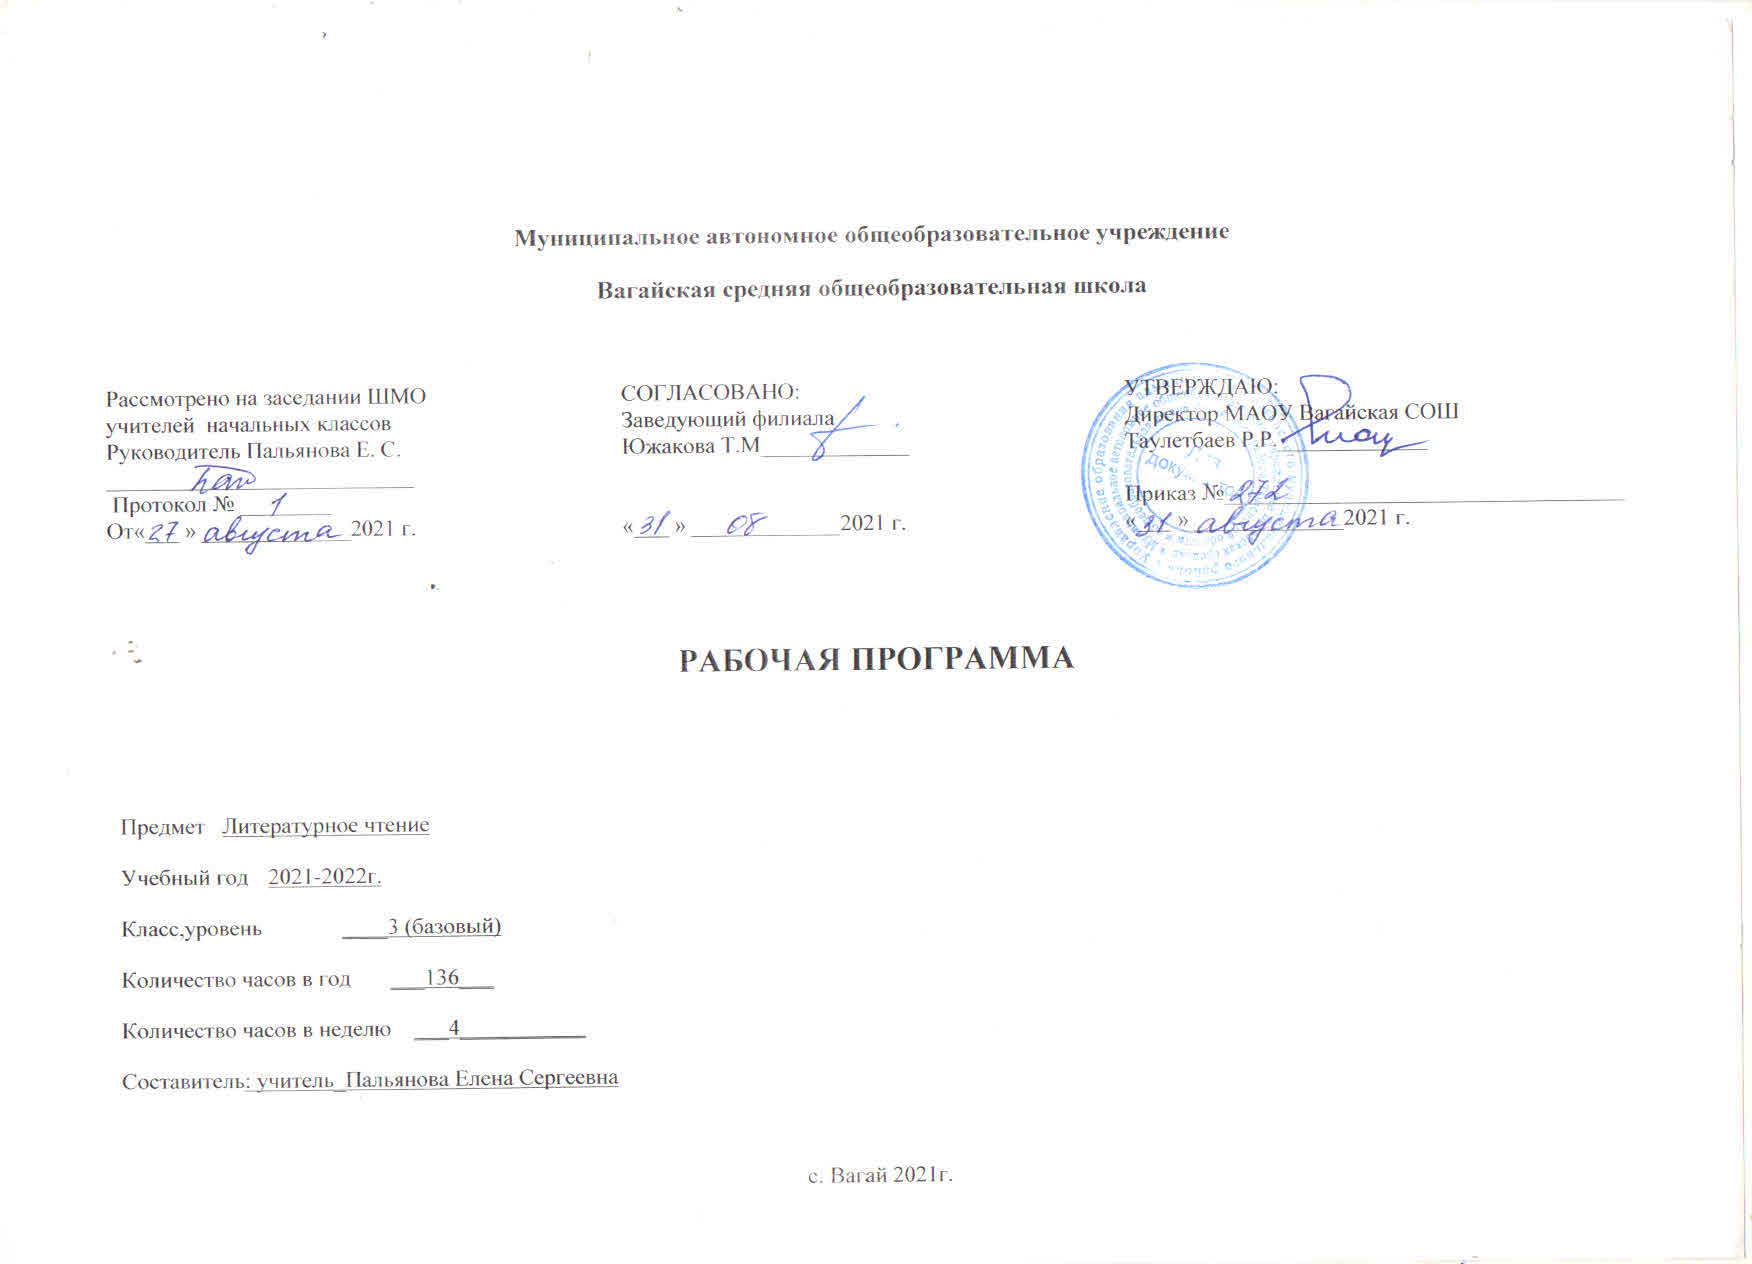 Муниципальное автономное общеобразовательное учреждение
Вагайская средняя общеобразовательная школа
Рассмотрено на заседании ШМО
учителей начальных классов
Руководитель Пальянова Е. С.
Протокол № 1
От« 27 » августа 2021 г.
СОГЛАСОВАНО:
Заведующий филиала
Южакова Т.М
« 31 » 08 2021 г.
УТВЕРЖДАЮ:
Директор МАОУ Вагайская СОШ
Таулетбаев Р.Р.
Приказ № 272
« 31 » августа 2021 г.
РАБОЧАЯ ПРОГРАММА
Предмет Литературное чтение
Учебный год 2021-2022г.
Класс,уровень 3 (базовый)
Количество часов в год 136
Количество часов в неделю 4
Составитель: учитель_Пальянова Елена Сергеевна
с. Вагай 2021г.